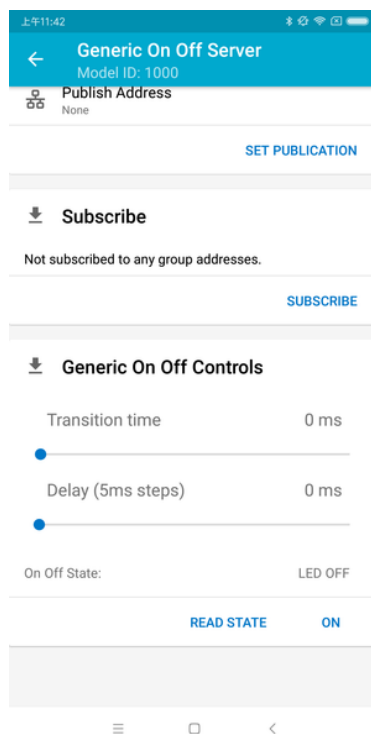 上午11:42
Generic On Off Server
Model ID: 1000
Publish Address
None
SET PUBLICATION
Subscribe
Not subscribed to any group addresses.
SUBSCRIBE
Generic On Off Controls
Transition time 0 ms
Delay (5ms steps) 0 ms
On Off State: LED OFF
READ STATE ON